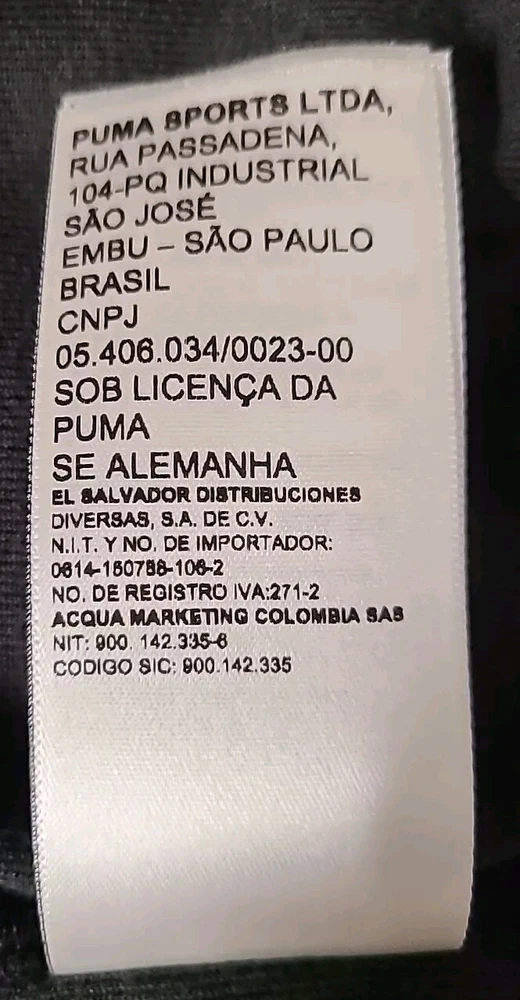 PUMA SPORTS LTDA,
RUA PASSADENA,
104-PQ INDUSTRIAL
SÃO JOSÉ
EMBU – SÃO PAULO
BRASIL
CNPJ
05.406.034/0023-00
SOB LICENÇA DA
PUMA
SE ALEMANHA
EL SALVADOR DISTRIBUCIONES
DIVERSAS, S.A. DE C.V.
N.I.T. Y NO. DE IMPORTADOR:
0614-160788-106-2
NO. DE REGISTRO IVA:271-2
ACQUA MARKETING COLOMBIA SAS
NIT: 900. 142.335-6
CODIGO SIC: 900.142.335